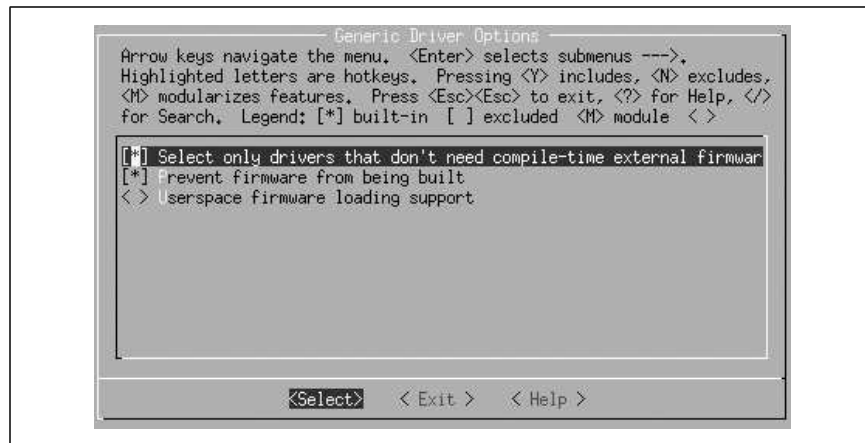 Generic Driver Options
Arrow keys navigate the menu. <Enter> selects submenus --->.
Highlighted letters are hotkeys. Pressing <Y> includes, <N> excludes,
<M> modularizes features. Press <Esc><Esc> to exit, <?> for Help, </>
for Search. Legend: [*] built-in [ ] excluded <M> module < >
[*] Select only drivers that don't need compile-time external firmwar
[*] Prevent firmware from being built
< > Userspace firmware loading support
<Select> < Exit > < Help >